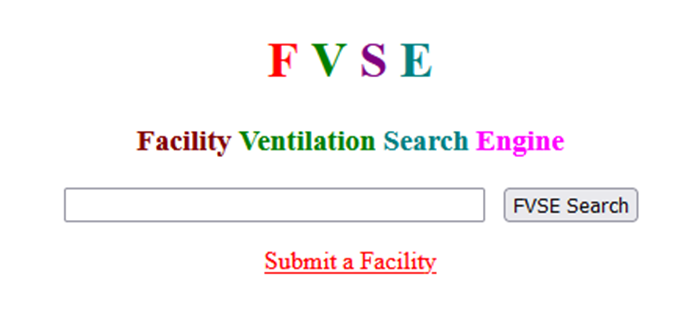 F V S E
Facility Ventilation Search Engine
FVSE Search
Submit a Facility